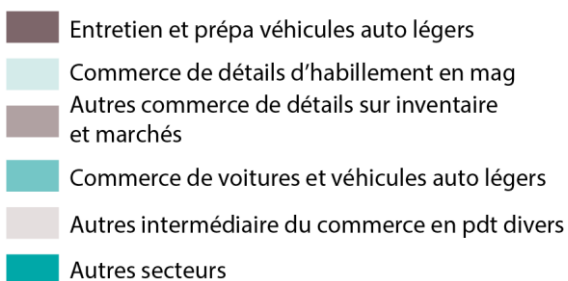 Entretien et prépa véhicules auto légers
Commerce de détails d’habillement en mag
Autres commerce de détails sur inventaire
et marchés
Commerce de voitures et véhicules auto légers
Autres intermédiaire du commerce en pdt divers
Autres secteurs